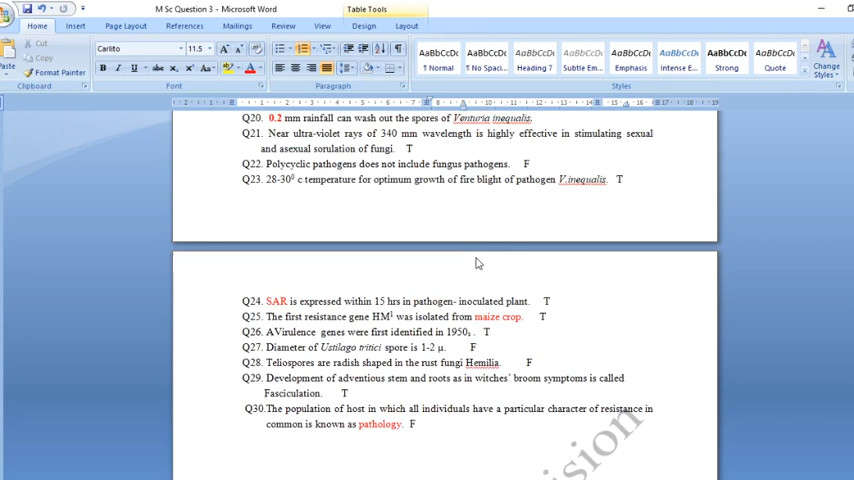 M Sc Question 3 - Microsoft Word
Table Tools
Home
Insert
Page Layout
References
Mailings
Review
View
Design
Layout
Cut
Copy
Paste
Format Painter
Clipboard
Carlito
11.5
Font
Paragraph
AaBbCcDc AaBbCcDc AaBbCcDc AaBbCcDc AaBbCcDc AaBbCcDc AaBbCcDc AaBbCcDc
¶ Normal
¶ No Spaci...
Heading 7
Subtle Em...
Emphasis
Intense E...
Strong
Quote
Change Styles
Styles
Q20. 0.2 mm rainfall can wash out the spores of Venturia inequalis.
Q21. Near ultra-violet rays of 340 mm wavelength is highly effective in stimulating sexual
and asexual sorulation of fungi. T
Q22. Polycyclic pathogens does not include fungus pathogens. F
Q23. 28-30⁰ c temperature for optimum growth of fire blight of pathogen V.inequalis. T
Q24. SAR is expressed within 15 hrs in pathogen- inoculated plant. T
Q25. The first resistance gene HM¹ was isolated from maize crop. T
Q26. AVirulence genes were first identified in 1950s . T
Q27. Diameter of Ustilago tritici spore is 1-2 µ. F
Q28. Teliospores are radish shaped in the rust fungi Hemilia. F
Q29. Development of adventious stem and roots as in witches’ broom symptoms is called
Fasciculation. T
Q30.The population of host in which all individuals have a particular character of resistance in
common is known as pathology. F